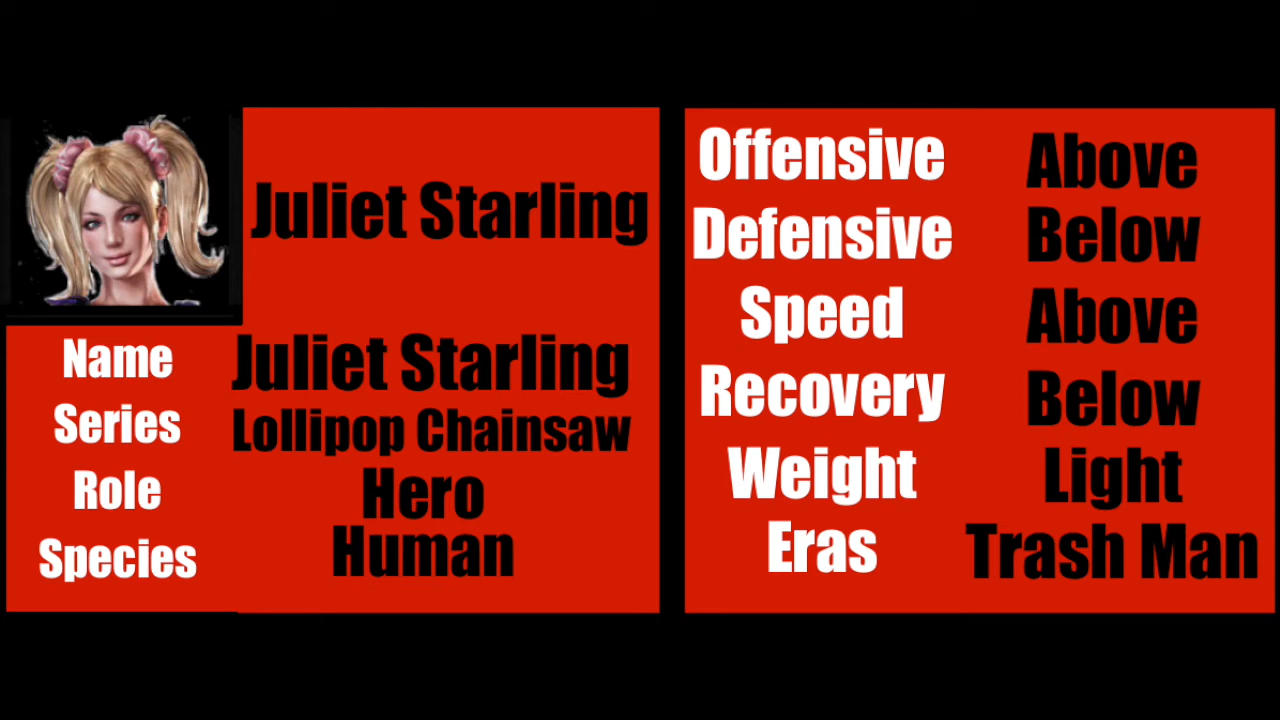 Juliet Starling
Name Juliet Starling
Series Lollipop Chainsaw
Role Hero
Species Human
Offensive Above
Defensive Below
Speed Above
Recovery Below
Weight Light
Eras Trash Man